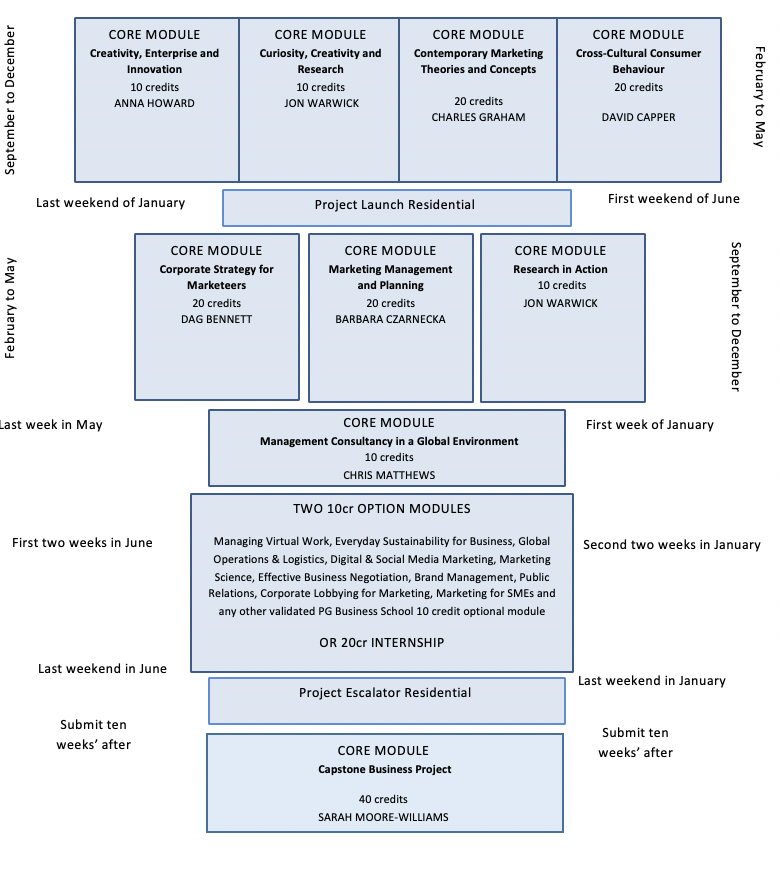 September to December
CORE MODULE
Creativity, Enterprise and
Innovation
10 credits
ANNA HOWARD
CORE MODULE
Curiosity, Creativity and
Research
10 credits
JON WARWICK
CORE MODULE
Contemporary Marketing
Theories and Concepts
20 credits
CHARLES GRAHAM
CORE MODULE
Cross-Cultural Consumer
Behaviour
20 credits
DAVID CAPPER
February to May
Last weekend of January
Project Launch Residential
First weekend of June
February to May
CORE MODULE
Corporate Strategy for
Marketeers
20 credits
DAG BENNETT
CORE MODULE
Marketing Management
and Planning
20 credits
BARBARA CZARNECKA
CORE MODULE
Research in Action
10 credits
JON WARWICK
September to December
Last week in May
CORE MODULE
Management Consultancy in a Global Environment
10 credits
CHRIS MATTHEWS
First week of January
First two weeks in June
TWO 10cr OPTION MODULES
Managing Virtual Work, Everyday Sustainability for Business, Global
Operations & Logistics, Digital & Social Media Marketing, Marketing
Science, Effective Business Negotiation, Brand Management, Public
Relations, Corporate Lobbying for Marketing, Marketing for SMEs and
any other validated PG Business School 10 credit optional module
OR 20cr INTERNSHIP
Second two weeks in January
Last weekend in June
Project Escalator Residential
Last weekend in January
Submit ten
weeks’ after
CORE MODULE
Capstone Business Project
40 credits
SARAH MOORE-WILLIAMS
Submit ten
weeks’ after